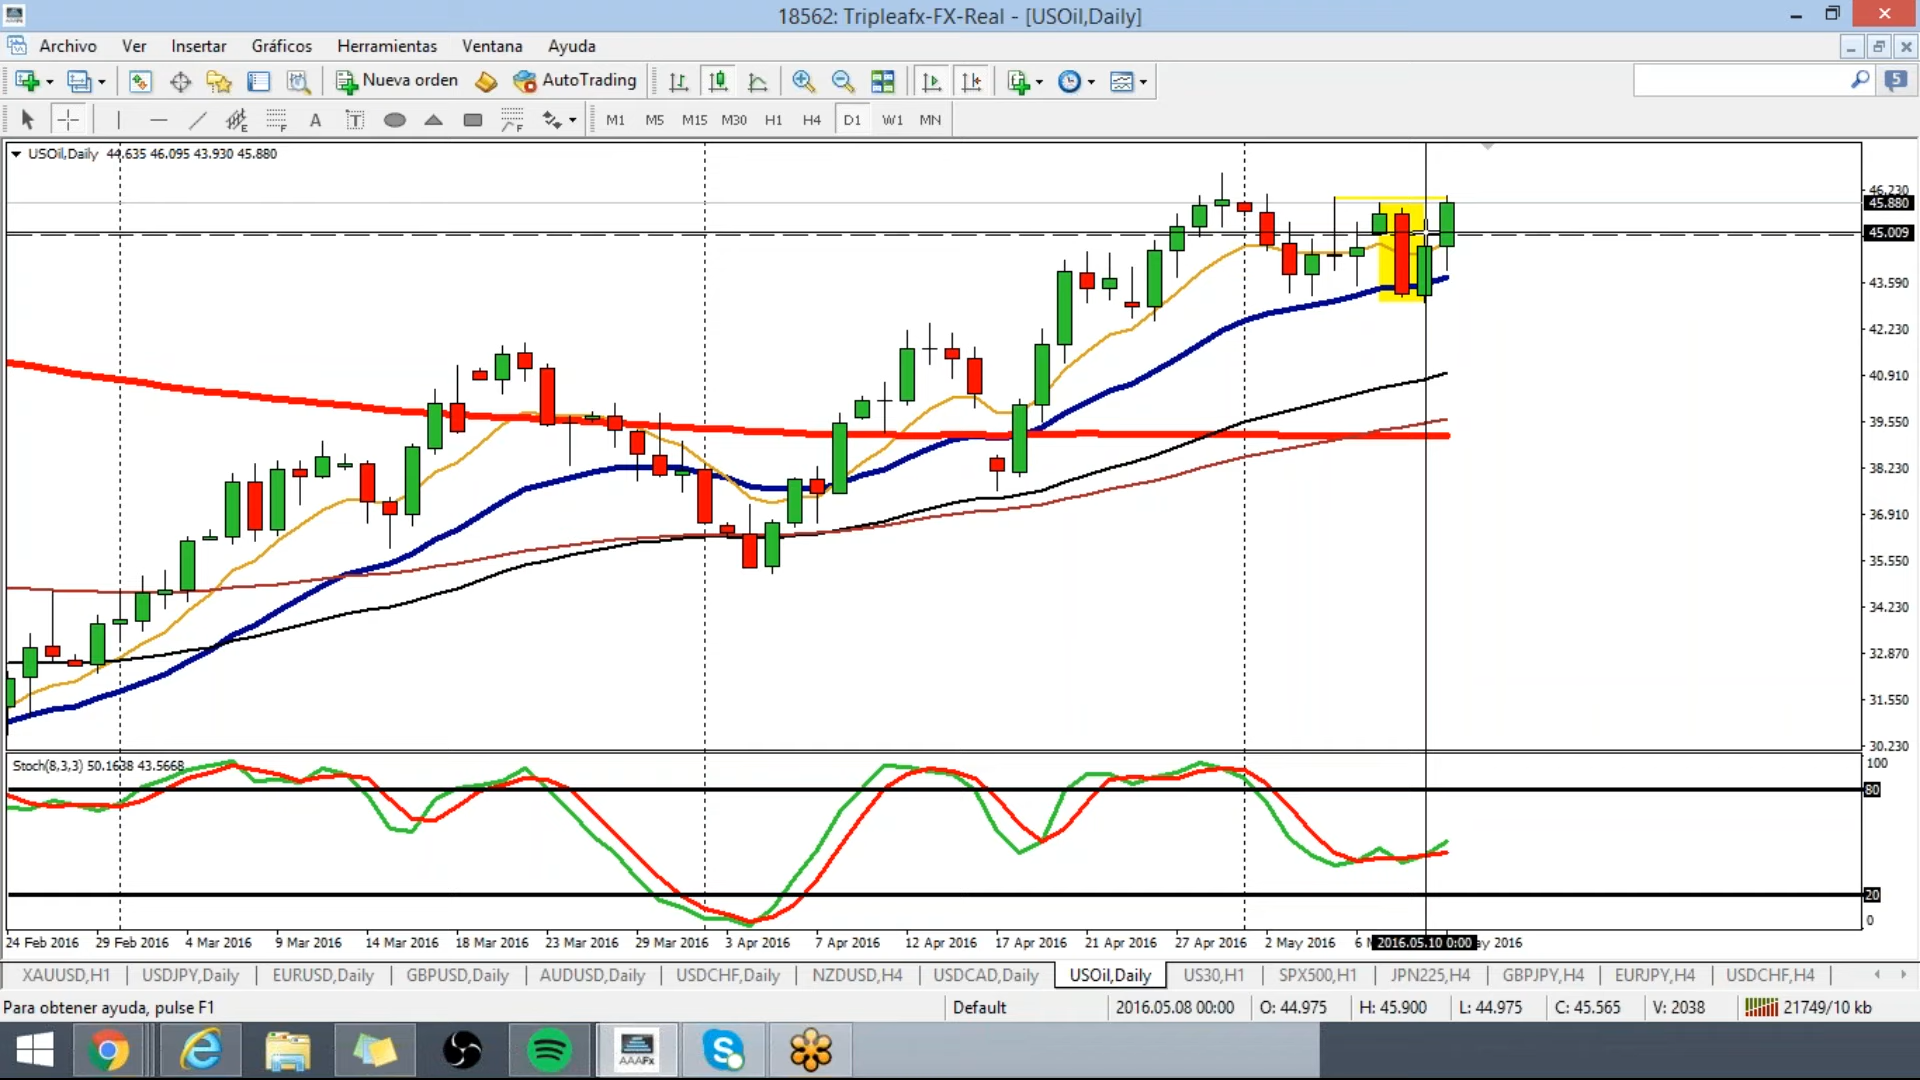 18562: Tripleafx-FX-Real - [USOil,Daily]
Archivo Ver Insertar Gráficos Herramientas Ventana Ayuda
Nueva orden AutoTrading 5
E F A T F M1 M5 M15 M30 H1 H4 D1 W1 MN
USOil,Daily 44.635 46.095 43.930 45.880
46.230
45.880
45.009
43.590
42.230
40.910
39.550
38.230
36.910
35.550
34.230
32.870
31.550
30.230
Stoch(8,3,3) 50.1638 43.5668
100
80
20
0
24 Feb 2016 29 Feb 2016 4 Mar 2016 9 Mar 2016 14 Mar 2016 18 Mar 2016 23 Mar 2016 29 Mar 2016 3 Apr 2016 7 Apr 2016 12 Apr 2016 17 Apr 2016 21 Apr 2016 27 Apr 2016 2 May 2016 6 2016.05.10 0:00 ay 2016
XAUUSD,H1 USDJPY,Daily EURUSD,Daily GBPUSD,Daily AUDUSD,Daily USDCHF,Daily NZDUSD,H4 USDCAD,Daily USOil,Daily US30,H1 SPX500,H1 JPN225,H4 GBPJPY,H4 EURJPY,H4 USDCHF,H4
Para obtener ayuda, pulse F1 Default 2016.05.08 00:00 O: 44.975 H: 45.900 L: 44.975 C: 45.565 V: 2038 21749/10 kb
AAAFx